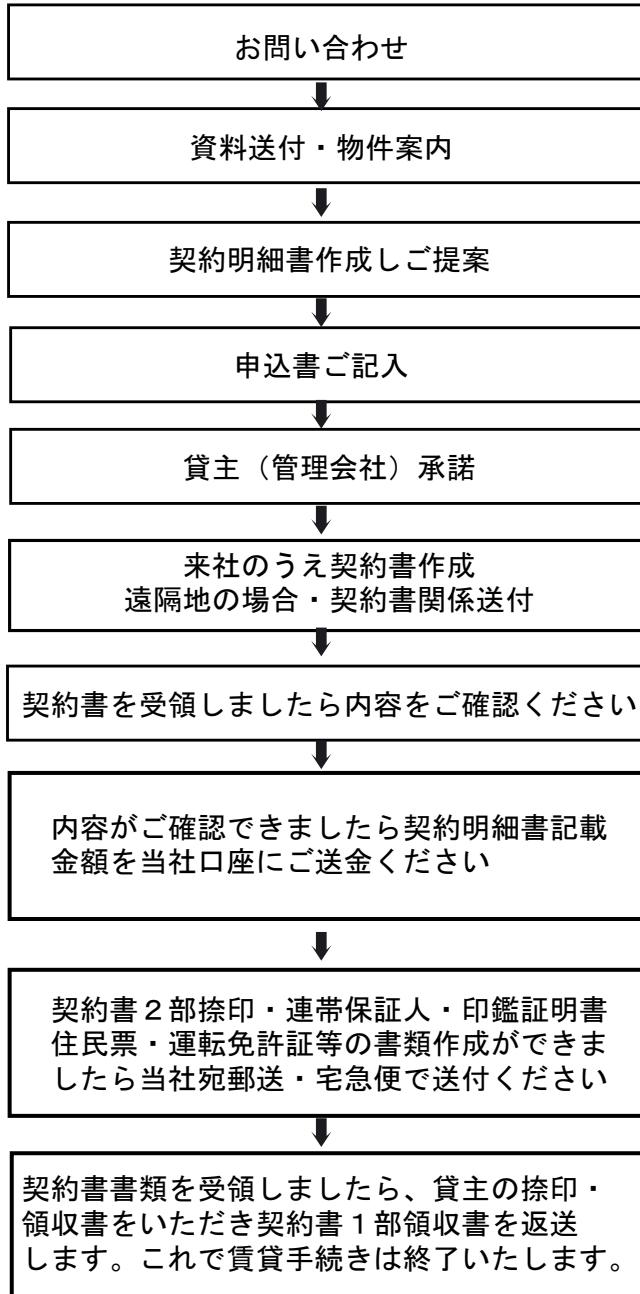 お問い合わせ
資料送付・物件案内
契約明細書作成しご提案
申込書ご記入
貸主（管理会社）承諾
来社のうえ契約書作成
遠隔地の場合・契約書関係送付
契約書を受領しましたら内容をご確認ください
内容がご確認できましたら契約明細書記載
金額を当社口座にご送金ください
契約書２部捺印・連帯保証人・印鑑証明書
住民票・運転免許証等の書類作成ができま
したら当社宛郵送・宅急便で送付ください
契約書書類を受領しましたら、貸主の捺印・
領収書をいただき契約書１部領収書を返送
します。これで賃貸手続きは終了いたします。